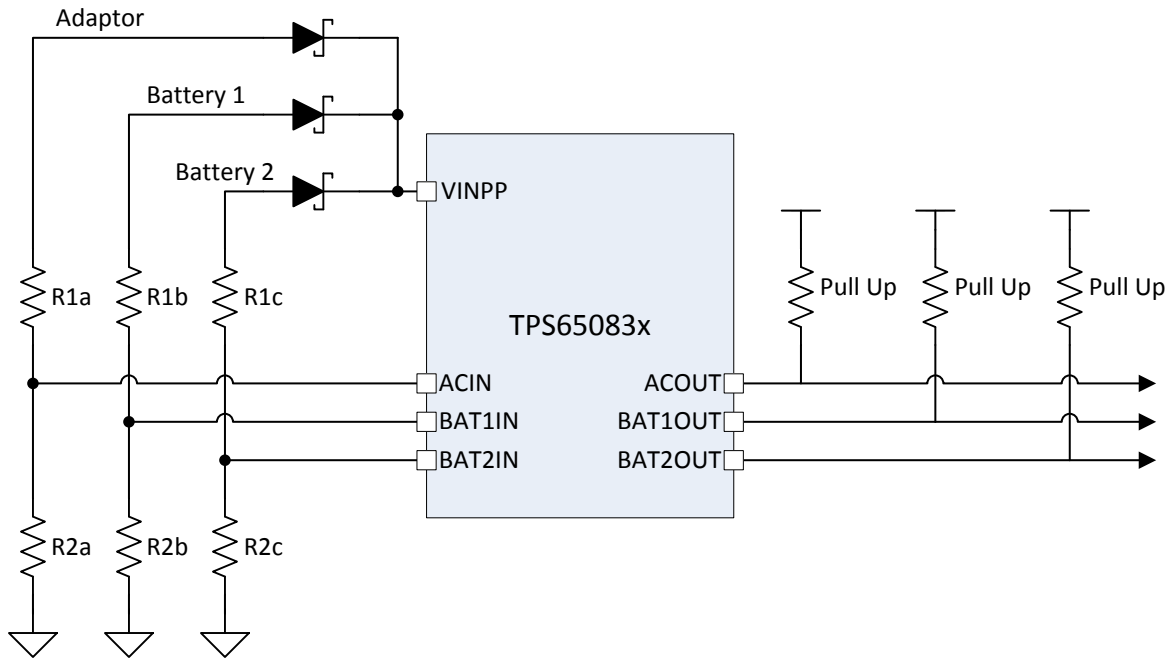 Adaptor
Battery 1
Battery 2
VINPP
R1a
R1b
R1c
Pull Up
Pull Up
Pull Up
TPS65083x
ACIN
ACOUT
BAT1IN
BAT1OUT
BAT2IN
BAT2OUT
R2a
R2b
R2c